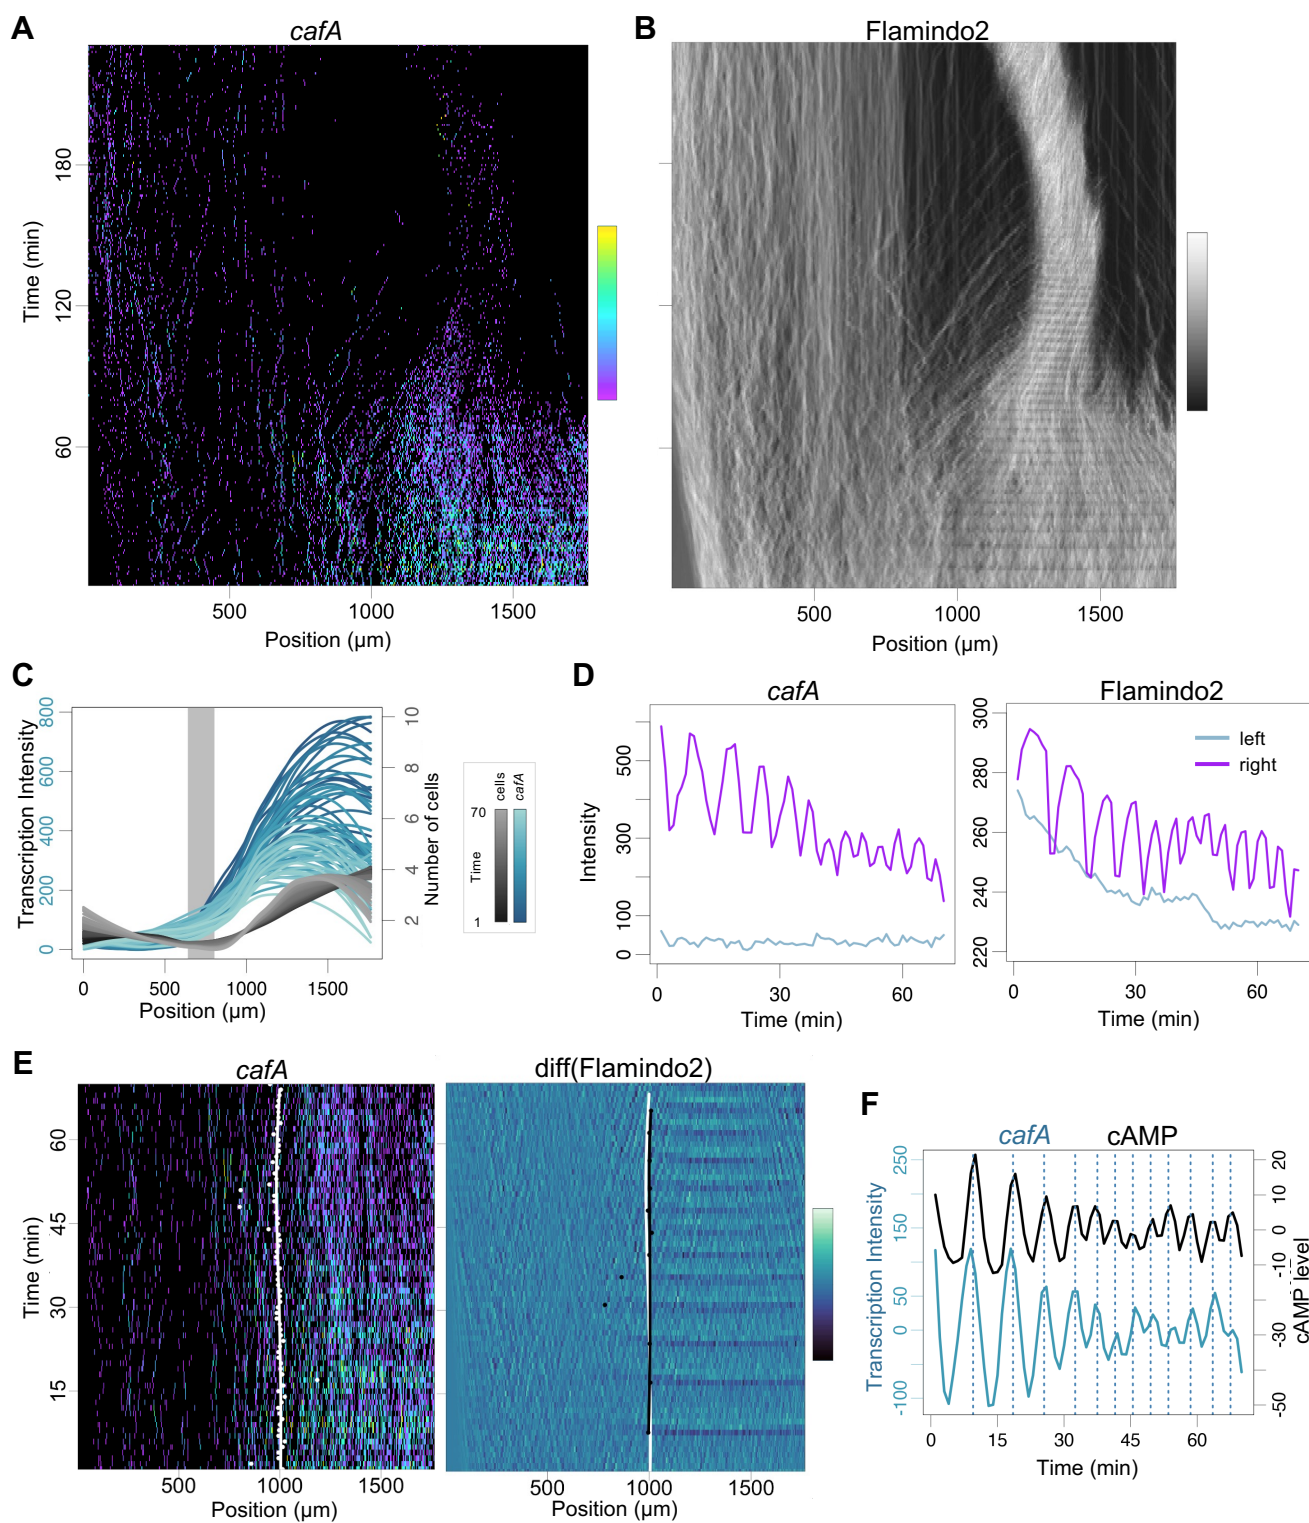 A
cafA
B
Flamindo2
Time (min)
180
120
60
500
1000
1500
Position (µm)
500
1000
1500
Position (µm)
C
Transcription Intensity
800
600
400
200
0
10
8
6
4
2
Number of cells
0
500
1000
1500
Position (µm)
cells
cafA
70
Time
1
D
cafA
Intensity
500
300
100
0
0
30
60
Time (min)
Flamindo2
300
280
260
240
220
left
right
0
30
60
Time (min)
E
cafA
Time (min)
60
45
30
15
500
1000
1500
Position (µm)
diff(Flamindo2)
500
1000
1500
Position (µm)
F
cafA
cAMP
Transcription Intensity
250
150
50
0
-100
20
10
0
-10
-30
-50
cAMP level
0
15
30
45
60
Time (min)